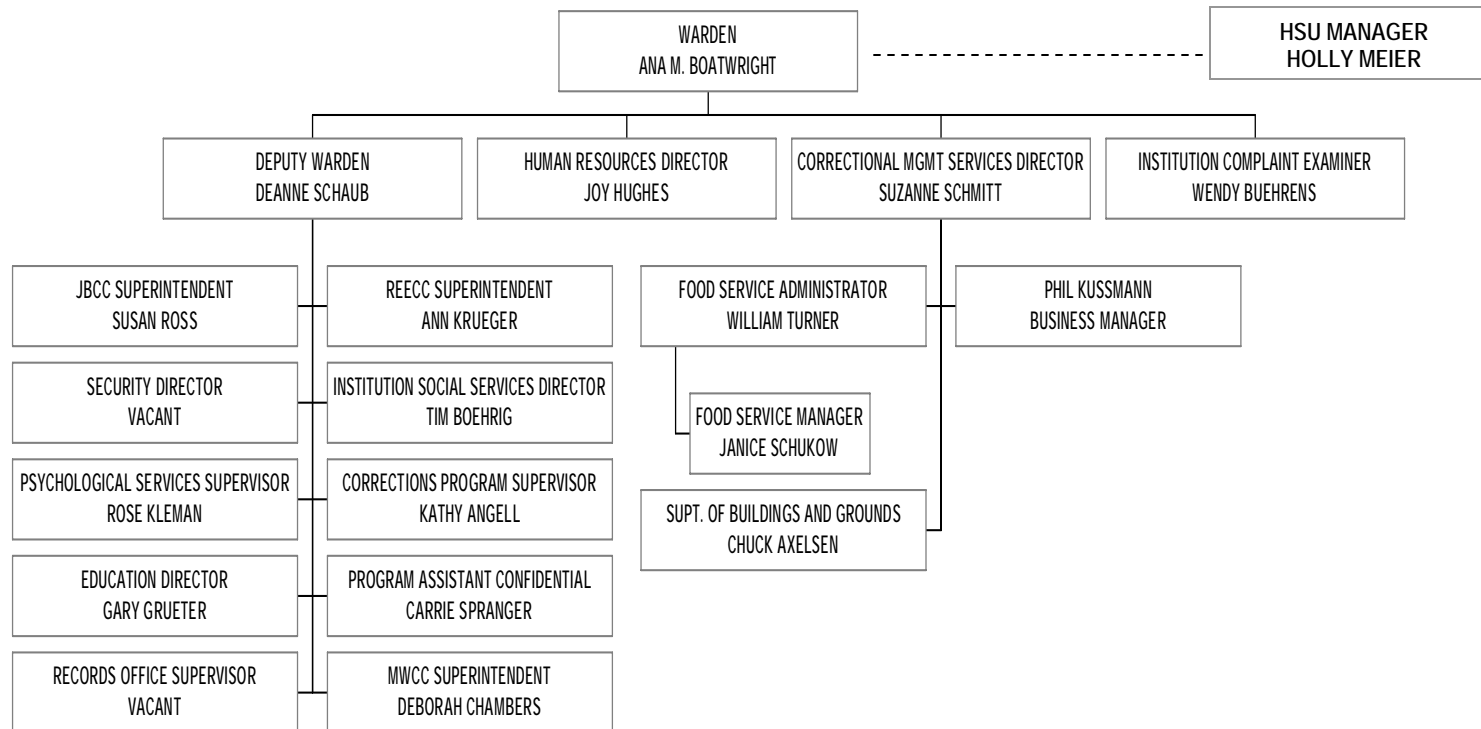 WARDEN
ANA M. BOATWRIGHT
HSU MANAGER
HOLLY MEIER
DEPUTY WARDEN
DEANNE SCHAUB
HUMAN RESOURCES DIRECTOR
JOY HUGHES
CORRECTIONAL MGMT SERVICES DIRECTOR
SUZANNE SCHMITT
INSTITUTION COMPLAINT EXAMINER
WENDY BUEHRENS
JBCC SUPERINTENDENT
SUSAN ROSS
REECC SUPERINTENDENT
ANN KRUEGER
FOOD SERVICE ADMINISTRATOR
WILLIAM TURNER
PHIL KUSSMANN
BUSINESS MANAGER
SECURITY DIRECTOR
VACANT
INSTITUTION SOCIAL SERVICES DIRECTOR
TIM BOEHRIG
FOOD SERVICE MANAGER
JANICE SCHUKOW
PSYCHOLOGICAL SERVICES SUPERVISOR
ROSE KLEMAN
CORRECTIONS PROGRAM SUPERVISOR
KATHY ANGELL
SUPT. OF BUILDINGS AND GROUNDS
CHUCK AXELSEN
EDUCATION DIRECTOR
GARY GRUETER
PROGRAM ASSISTANT CONFIDENTIAL
CARRIE SPRANGER
RECORDS OFFICE SUPERVISOR
VACANT
MWCC SUPERINTENDENT
DEBORAH CHAMBERS